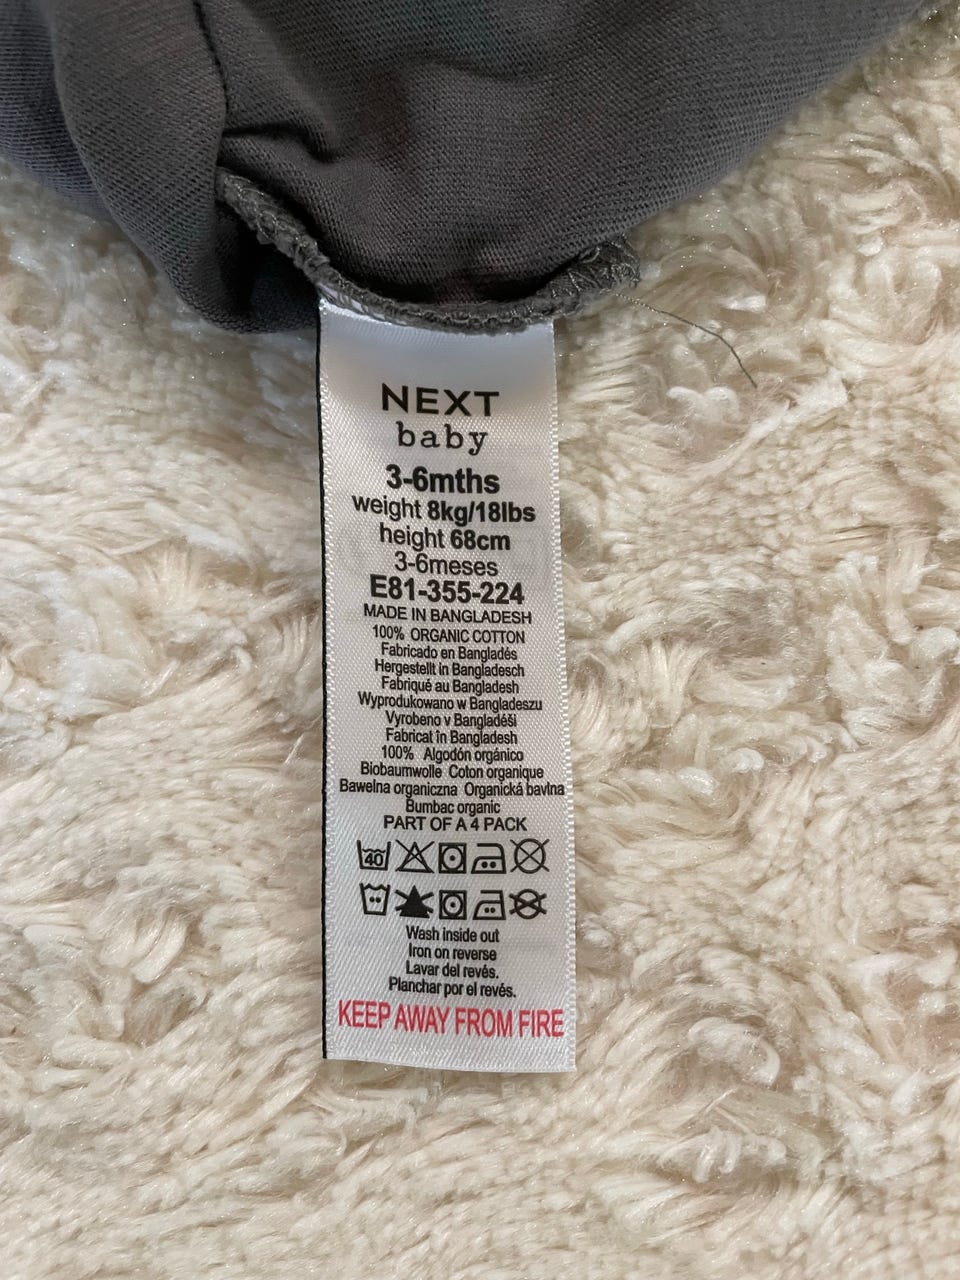 NEXT
baby
3-6mths
weight 8kg/18lbs
height 68cm
3-6meses
E81-355-224
MADE IN BANGLADESH
100% ORGANIC COTTON
Fabricado en Bangladés
Hergestellt in Bangladesch
Fabriqué au Bangladesh
Wyprodukowano w Bangladeszu
Vyrobeno v Bangladéši
Fabricat în Bangladesh
100% Algodón orgánico
Biobaumwolle Coton organique
Bawełna organiczna Organická bavlna
Bumbac organic
PART OF A 4 PACK
40
Wash inside out
Iron on reverse
Lavar del revés.
Planchar por el revés.
KEEP AWAY FROM FIRE